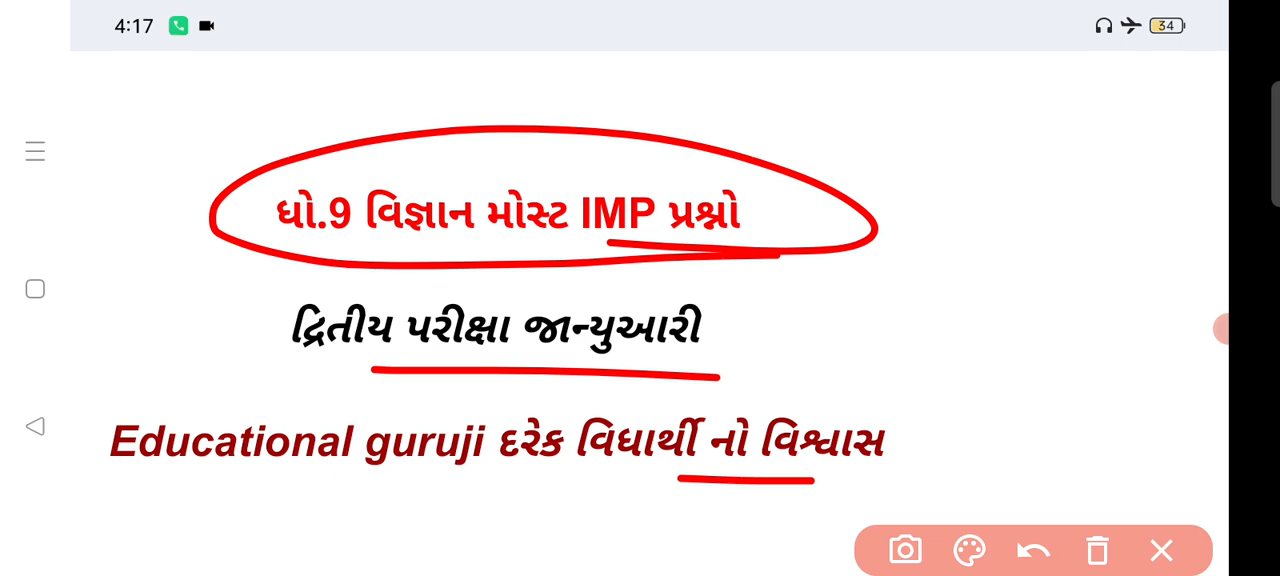 4:17
34
ધો.9 વિજ્ઞાન મોસ્ટ IMP પ્રશ્નો
દ્રિતીય પરીક્ષા જાન્યુઆરી
Educational guruji દરેક વિધાર્થી નો વિશ્વાસ